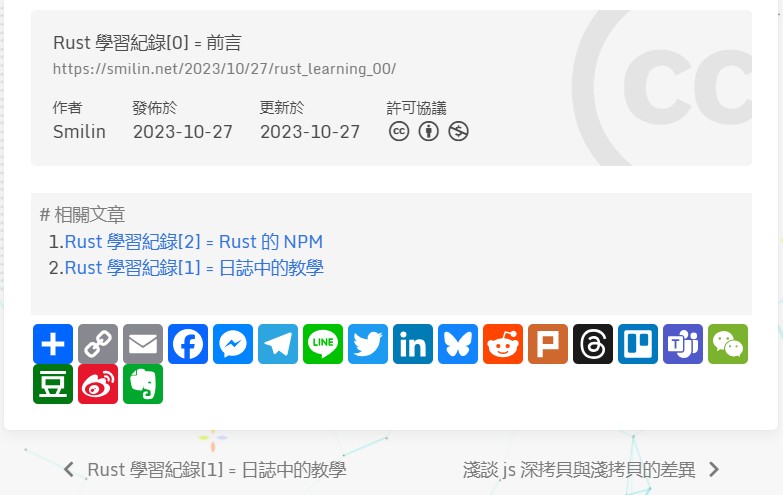 Rust 學習紀錄[0] = 前言
https://smilin.net/2023/10/27/rust_learning_00/
作者 發佈於 更新於 許可協議
Smilin 2023-10-27 2023-10-27
# 相關文章
1.Rust 學習紀錄[2] = Rust 的 NPM
2.Rust 學習紀錄[1] = 日誌中的教學
LINE
豆
Rust 學習紀錄[1] = 日誌中的教學 淺談 js 深拷貝與淺拷貝的差異